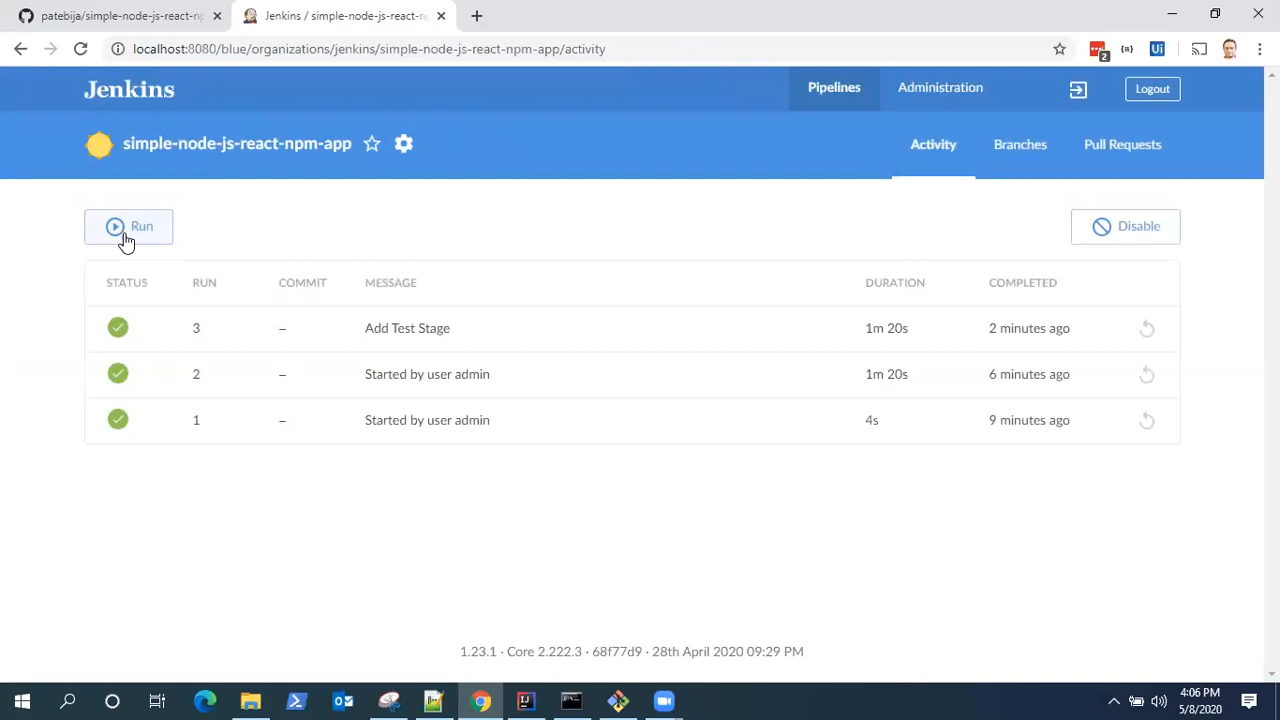 patebija/simple-node-js-react-np
Jenkins / simple-node-js-react-n
localhost:8080/blue/organizations/jenkins/simple-node-js-react-npm-app/activity
2
Ui
Jenkins
Pipelines
Administration
Logout
simple-node-js-react-npm-app
Activity
Branches
Pull Requests
Run
Disable
STATUS RUN COMMIT MESSAGE DURATION COMPLETED
3 – Add Test Stage 1m 20s 2 minutes ago
2 – Started by user admin 1m 20s 6 minutes ago
1 – Started by user admin 4s 9 minutes ago
1.23.1 · Core 2.222.3 · 68f77d9 · 28th April 2020 09:29 PM
4:06 PM
5/8/2020